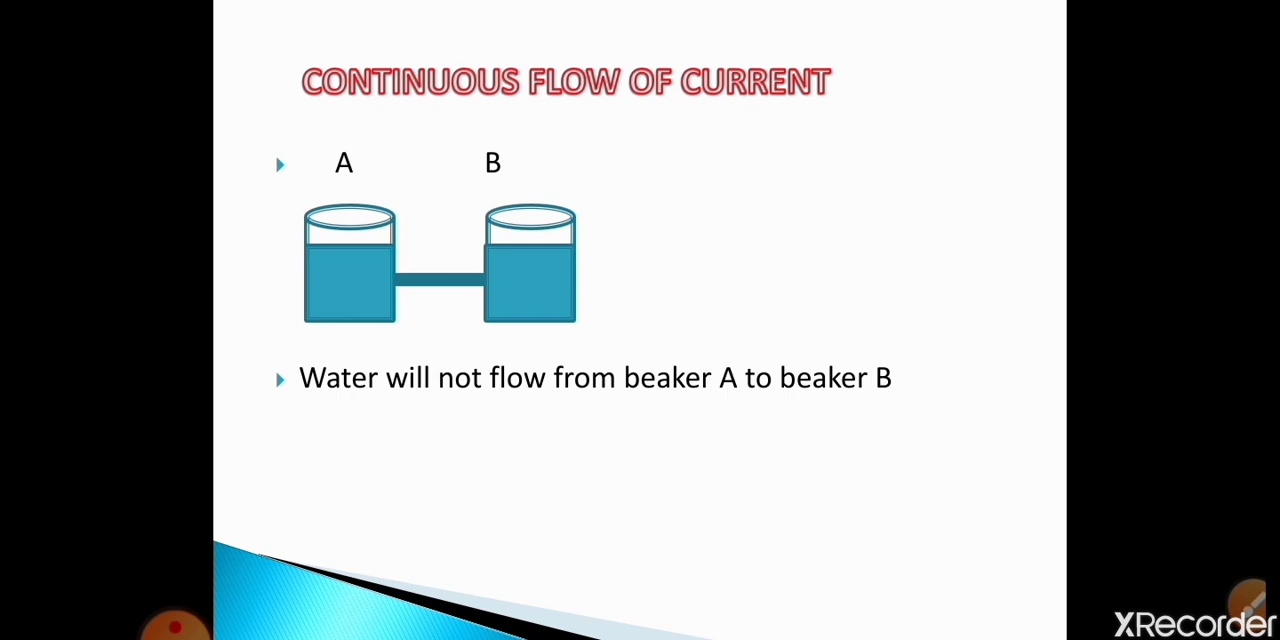 CONTINUOUS FLOW OF CURRENT
A B
Water will not flow from beaker A to beaker B
XRecorder